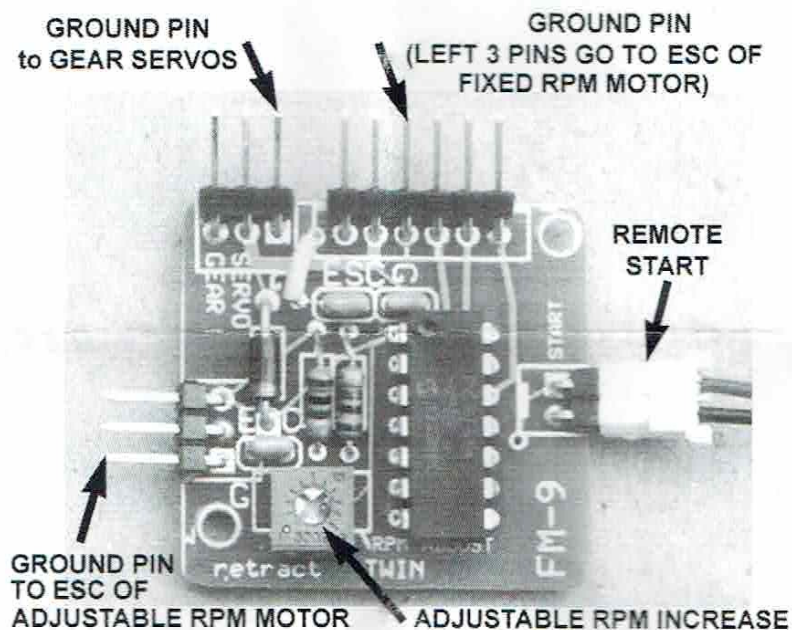 GROUND PIN
to GEAR SERVOS
GROUND PIN
(LEFT 3 PINS GO TO ESC OF
FIXED RPM MOTOR)
REMOTE
START
GEAR
SERVO
G
ESC G
START
E
G
FM-9
RPM ADJUST
retract TWIN
GROUND PIN
TO ESC OF
ADJUSTABLE RPM MOTOR
ADJUSTABLE RPM INCREASE